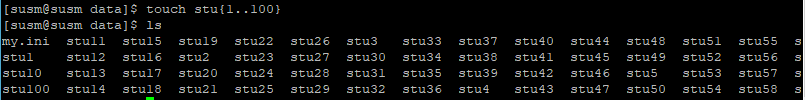 [susm@susm data]$ touch stu{1..100}
[susm@susm data]$ ls
my.ini stu11 stu15 stu19 stu22 stu26 stu3 stu33 stu37 stu40 stu44 stu48 stu51 stu55 s
stu1 stu12 stu16 stu2 stu23 stu27 stu30 stu34 stu38 stu41 stu45 stu49 stu52 stu56 s
stu10 stu13 stu17 stu20 stu24 stu28 stu31 stu35 stu39 stu42 stu46 stu5 stu53 stu57 s
stu100 stu14 stu18 stu21 stu25 stu29 stu32 stu36 stu4 stu43 stu47 stu50 stu54 stu58 s